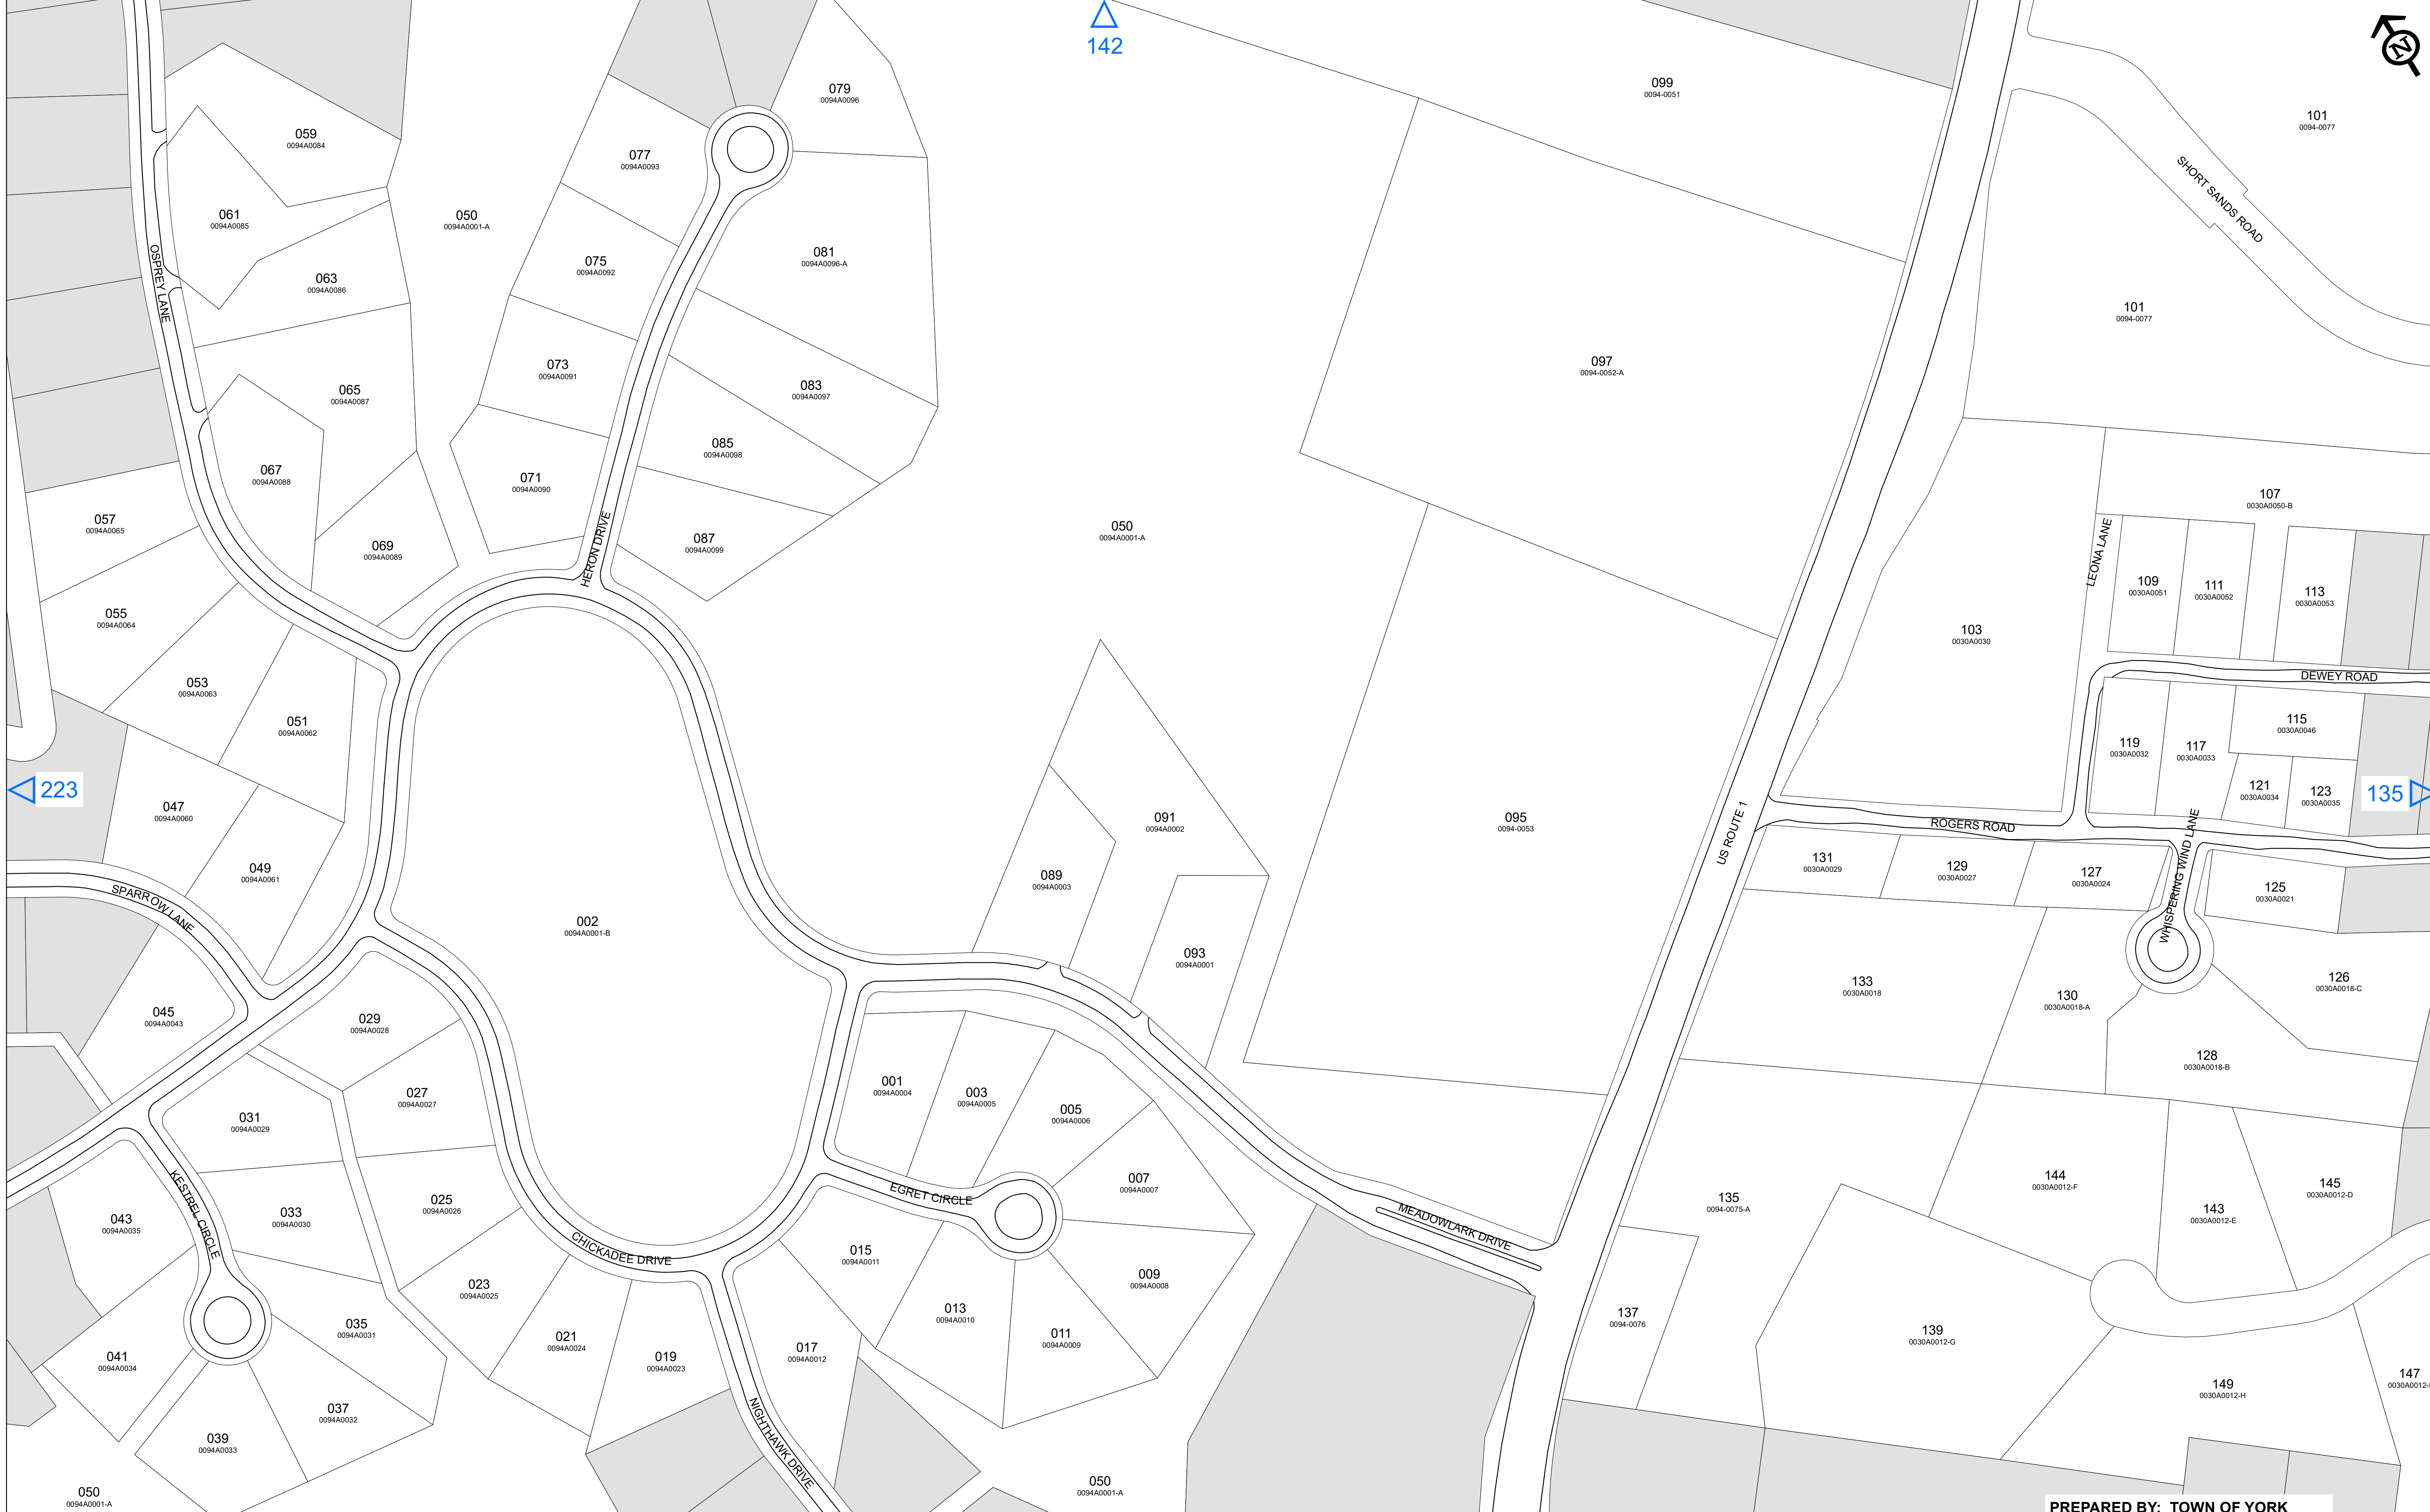 142
N
079
0094A0096
099
0094-0051
101
0094-0077
059
0094A0084
077
0094A0093
SHORT SANDS ROAD
061
0094A0085
050
0094A0001-A
OSPREY LANE
063
0094A0086
075
0094A0092
081
0094A0096-A
101
0094-0077
073
0094A0091
097
0094-0052-A
065
0094A0087
083
0094A0097
085
0094A0098
067
0094A0088
071
0094A0090
107
0030A0050-B
057
0094A0065
050
0094A0001-A
LEONA LANE
069
0094A0089
HERON DRIVE
087
0094A0099
109
0030A0051
111
0030A0052
113
0030A0053
055
0094A0064
103
0030A0030
053
0094A0063
DEWEY ROAD
051
0094A0062
115
0030A0046
119
0030A0032
117
0030A0033
223
121
0030A0034
123
0030A0035
135
047
0094A0060
091
0094A0002
095
0094-0053
US ROUTE 1
ROGERS ROAD
049
0094A0061
089
0094A0003
131
0030A0029
129
0030A0027
127
0030A0024
WHISPERING WIND LANE
125
0030A0021
SPARROW LANE
002
0094A0001-B
093
0094A0001
133
0030A0018
130
0030A0018-A
126
0030A0018-C
045
0094A0043
029
0094A0028
128
0030A0018-B
001
0094A0004
003
0094A0005
005
0094A0006
027
0094A0027
031
0094A0029
007
0094A0007
EGRET CIRCLE
144
0030A0012-F
145
0030A0012-D
KESTREL CIRCLE
025
0094A0026
135
0094-0075-A
143
0030A0012-E
043
0094A0035
033
0094A0030
MEADOWLARK DRIVE
CHICKADEE DRIVE
015
0094A0011
009
0094A0008
023
0094A0025
013
0094A0010
137
0094-0076
035
0094A0031
021
0094A0024
011
0094A0009
139
0030A0012-G
041
0094A0034
019
0094A0023
017
0094A0012
147
149
0030A0012-H
037
0094A0032
NIGHTHAWK DRIVE
039
0094A0033
050
0094A0001-A
050
0094A0001-A
PREPARED BY: TOWN OF YORK